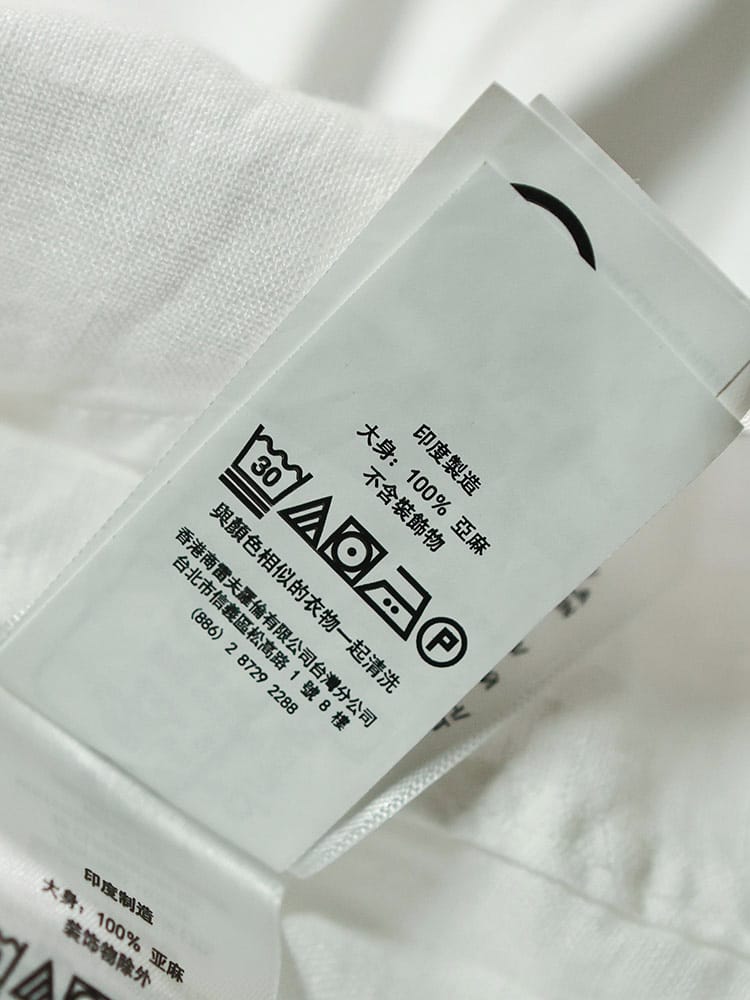 印度製造
大身：100% 亞麻
不含裝飾物
30
P
與顏色相似的衣物一起清洗
香港商雷夫羅倫有限公司台灣分公司
台北市信義區松高路 1 號 8 樓
(886) 2 8729 2288
印度制造
大身：100% 亚麻
装饰物除外